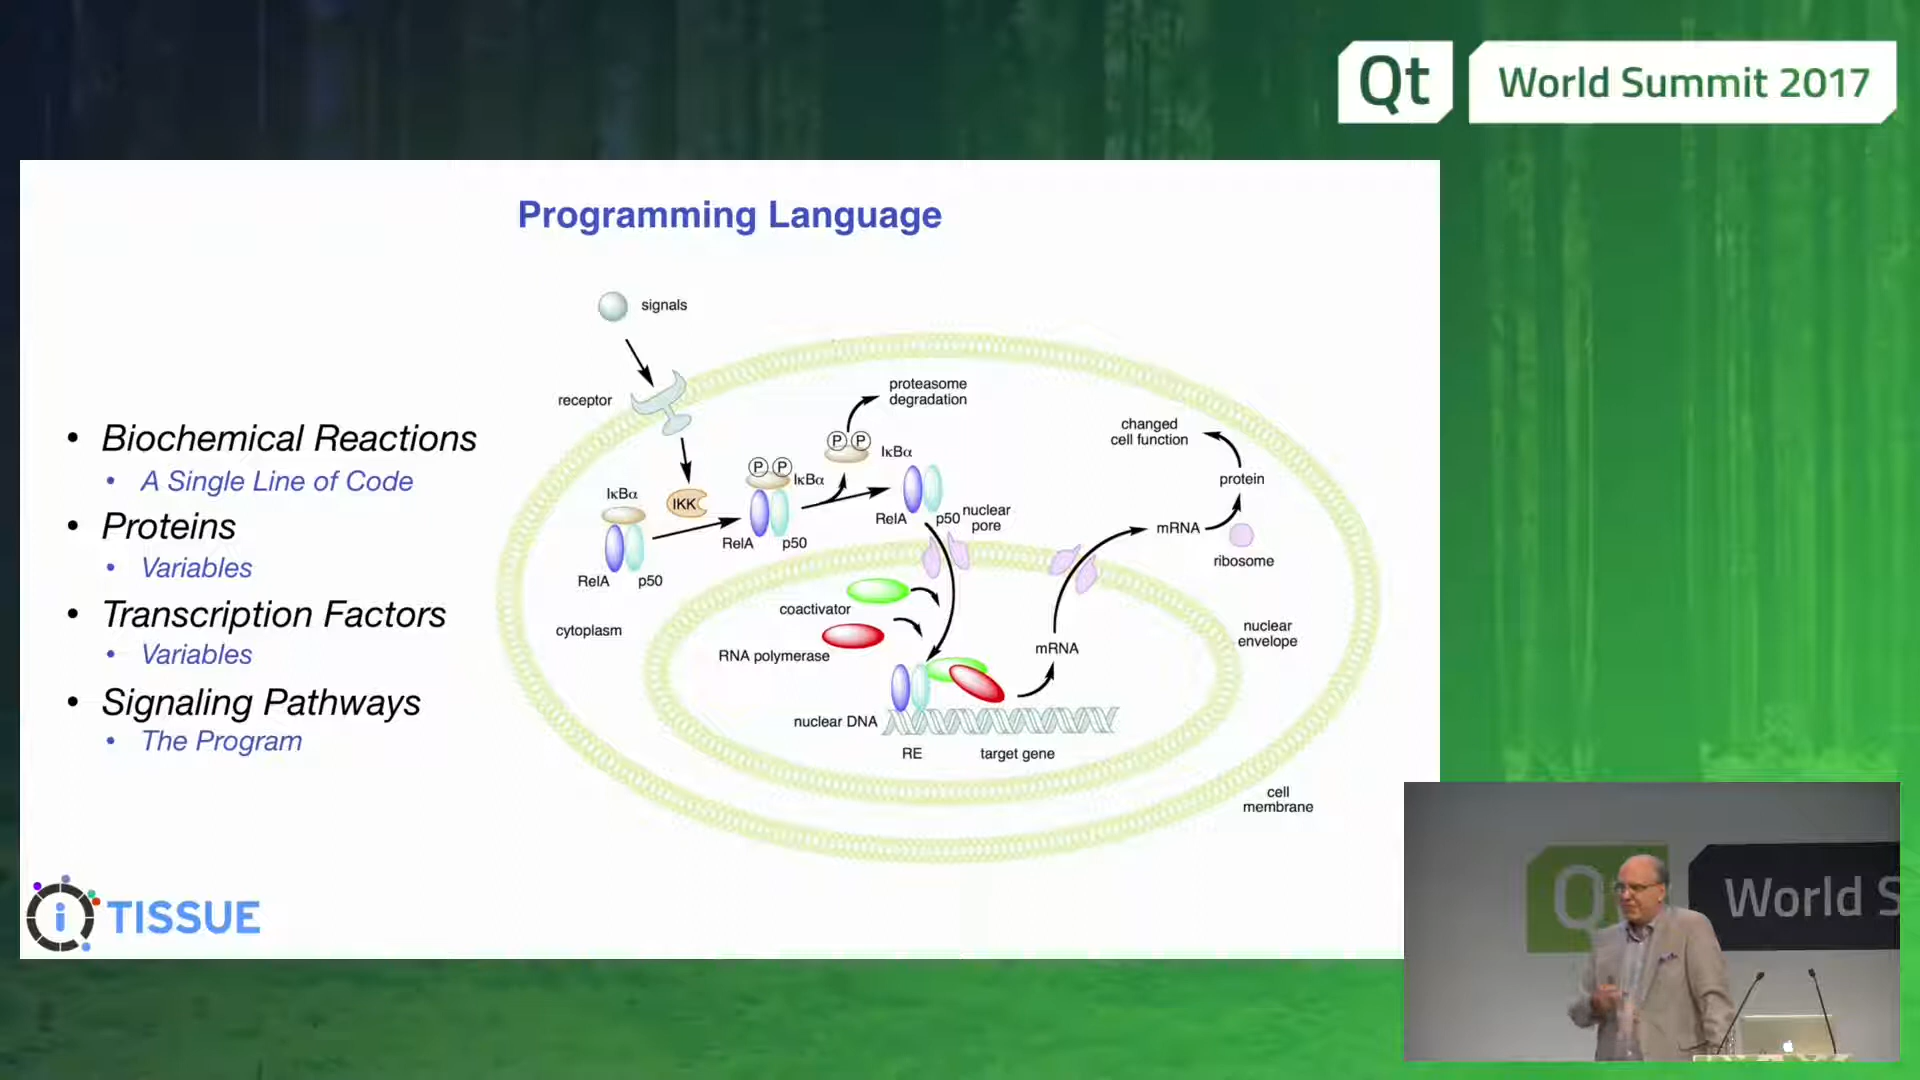 Qt World Summit 2017
Programming Language
• Biochemical Reactions
• A Single Line of Code
• Proteins
• Variables
• Transcription Factors
• Variables
• Signaling Pathways
• The Program
signals
receptor
proteasome
degradation
P P
IκBα
changed
cell function
protein
P P
IκBα
IκBα
IKK
RelA
p50
RelA
p50
RelA
p50
nuclear
pore
mRNA
ribosome
cytoplasm
coactivator
RNA polymerase
mRNA
nuclear
envelope
nuclear DNA
RE
target gene
cell
membrane
i TISSUE
Qt World S